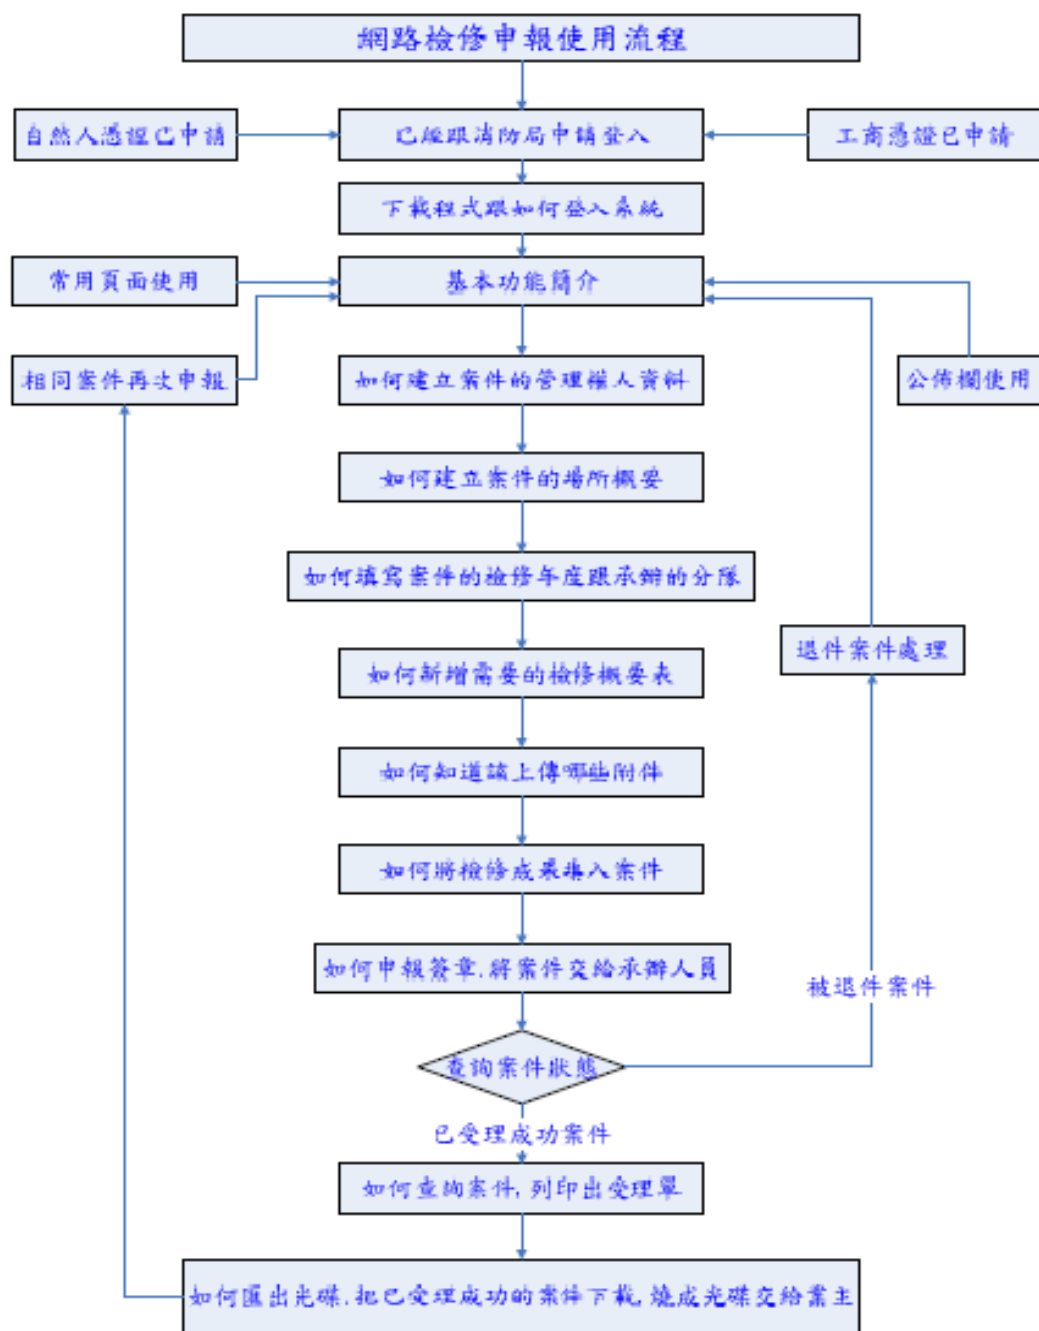 網路檢修申報使用流程
自然人憑證已申請
已經跟消防局申請登入
工商憑證已申請
下載程式跟如何登入系統
常用頁面使用
基本功能簡介
相同案件再次申報
如何建立案件的管理權人資料
公佈欄使用
如何建立案件的場所概要
如何填寫案件的檢修年度跟承辦的分隊
退件案件處理
如何新增需要的檢修概要表
如何知道該上傳哪些附件
如何將檢修成果填入案件
如何申報簽章,將案件交給承辦人員
被退件案件
查詢案件狀態
已受理成功案件
如何查詢案件,列印出受理單
如何匯出光碟,把已受理成功的案件下載,燒成光碟交給業主